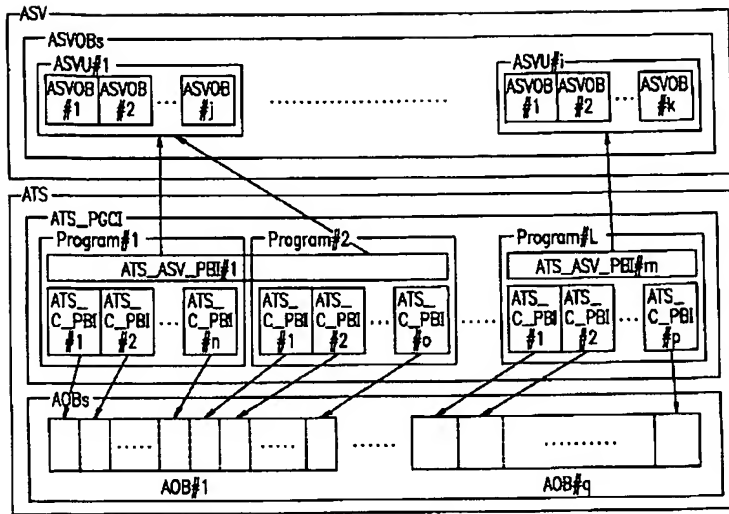 ASV
ASVOBs
ASVU#1
ASVOB #1
ASVOB #2
ASVOB #j
ASVU#i
ASVOB #1
ASVOB #2
ASVOB #k
ATS
ATS_PGCI
Program#1
Program#2
Program#L
ATS_ASV_PBI#1
ATS_ASV_PBI#m
ATS_
C_PBI
#1
ATS_
C_PBI
#2
ATS_
C_PBI
#n
ATS_
C_PBI
#1
ATS_
C_PBI
#2
ATS_
C_PBI
#o
ATS_
C_PBI
#1
ATS_
C_PBI
#2
ATS_
C_PBI
#p
AOBs
AOB#1
AOB#q